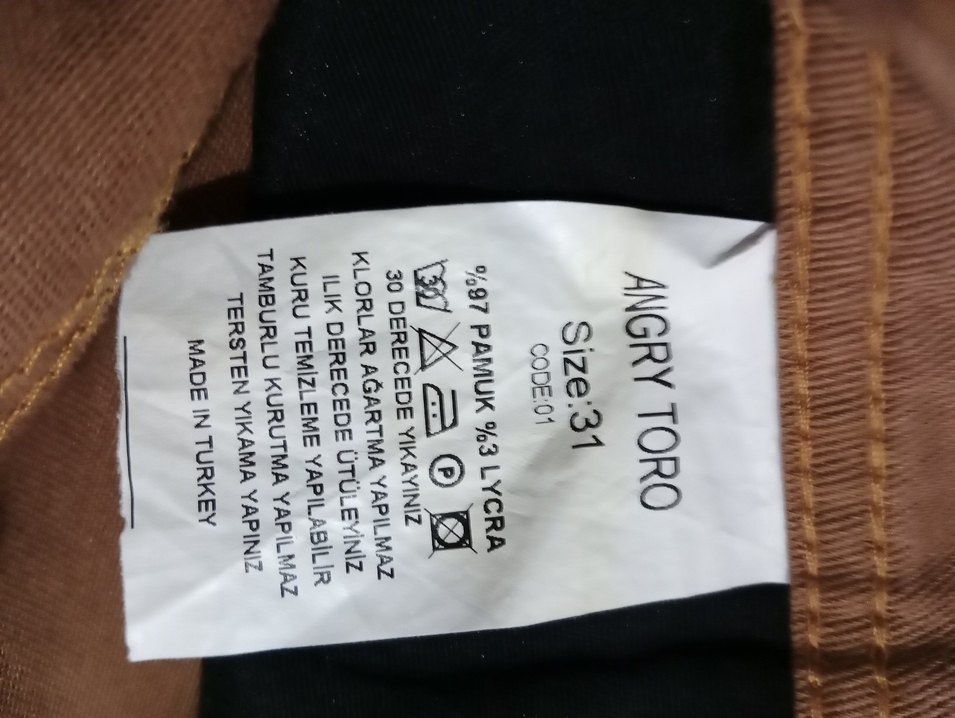 ANGRY TORO
Size:31
CODE:01
%97 PAMUK %3 LYCRA
30 P
30 DERECEDE YIKAYINIZ
KLORLAR AĞARTMA YAPILMAZ
ILIK DERECEDE ÜTÜLEYİNİZ
KURU TEMİZLEME YAPILABİLİR
TAMBURLU KURUTMA YAPILMAZ
TERSTEN YIKAMA YAPINIZ
MADE IN TURKEY